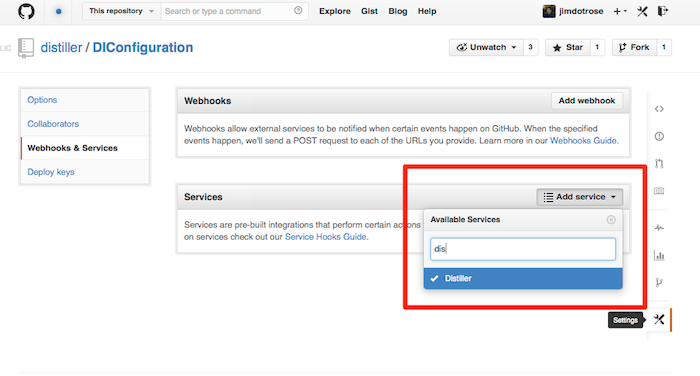 This repository
Search or type a command
Explore
Gist
Blog
Help
jimdotrose
LIC
distiller / DIConfiguration
Unwatch
3
Star
1
Fork
1
Options
Collaborators
Webhooks & Services
Deploy keys
Webhooks
Add webhook
Webhooks allow external services to be notified when certain events happen on GitHub. When the specified
events happen, we'll send a POST request to each of the URLs you provide. Learn more in our Webhooks Guide.
Services
Add service
Services are pre-built integrations that perform certain actions
on services check out our Service Hooks Guide.
Available Services
dis
Distiller
Settings